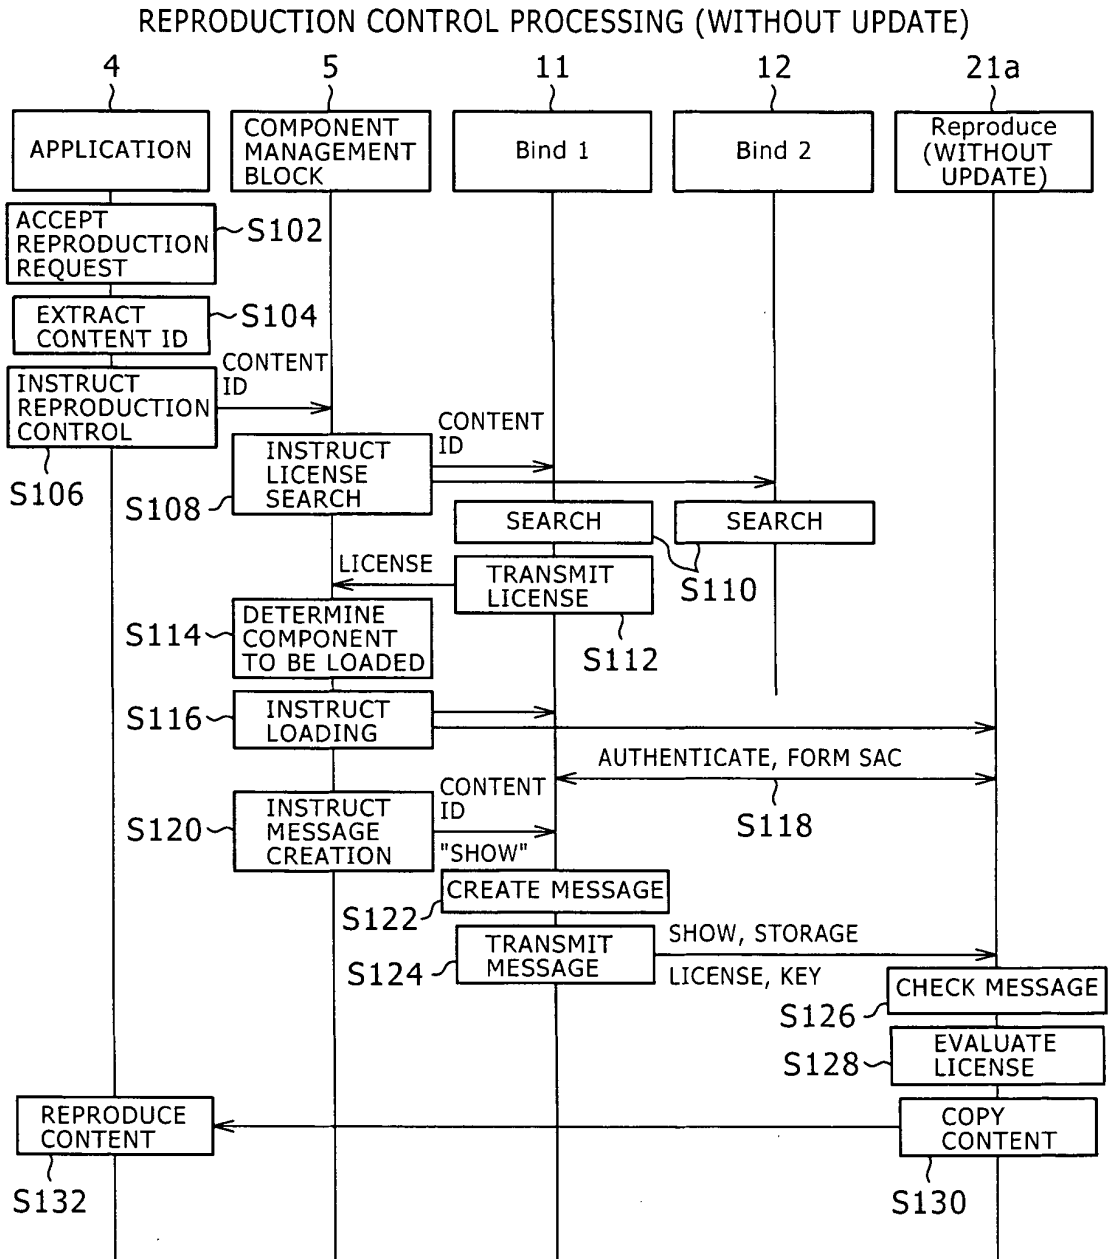 REPRODUCTION CONTROL PROCESSING (WITHOUT UPDATE)
4
5
11
12
21a
APPLICATION
COMPONENT
MANAGEMENT
BLOCK
Bind 1
Bind 2
Reproduce
(WITHOUT
UPDATE)
ACCEPT
REPRODUCTION
REQUEST
S102
EXTRACT
CONTENT ID
S104
INSTRUCT
REPRODUCTION
CONTROL
S106
CONTENT
ID
INSTRUCT
LICENSE
SEARCH
S108
CONTENT
ID
SEARCH
SEARCH
S110
LICENSE
TRANSMIT
LICENSE
S112
S114
DETERMINE
COMPONENT
TO BE LOADED
S116
INSTRUCT
LOADING
AUTHENTICATE, FORM SAC
S118
S120
INSTRUCT
MESSAGE
CREATION
CONTENT
ID
"SHOW"
CREATE MESSAGE
S122
TRANSMIT
MESSAGE
S124
SHOW, STORAGE
LICENSE, KEY
CHECK MESSAGE
S126
EVALUATE
LICENSE
S128
COPY
CONTENT
S130
REPRODUCE
CONTENT
S132